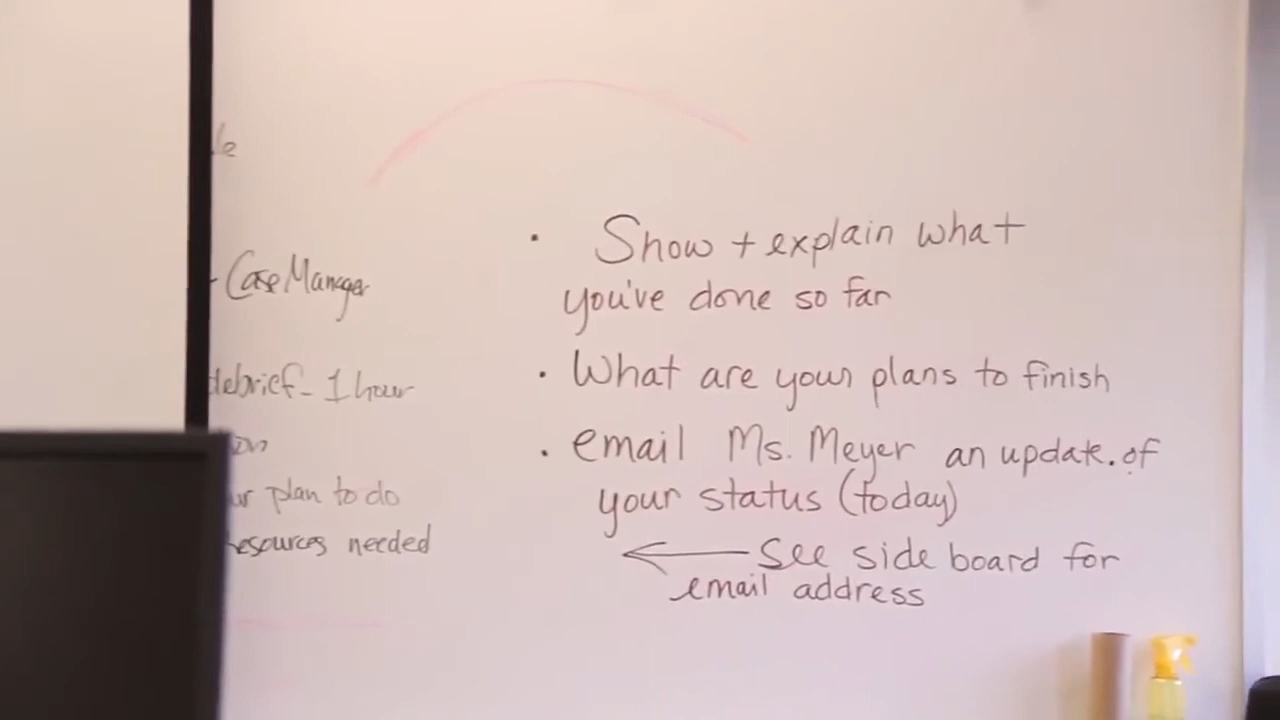 Case Manager
debrief - 1 hour
plan to do
resources needed
• Show + explain what
you've done so far
• What are your plans to finish
• email Ms. Meyer an update. of
your status (today)
← See side board for
email address